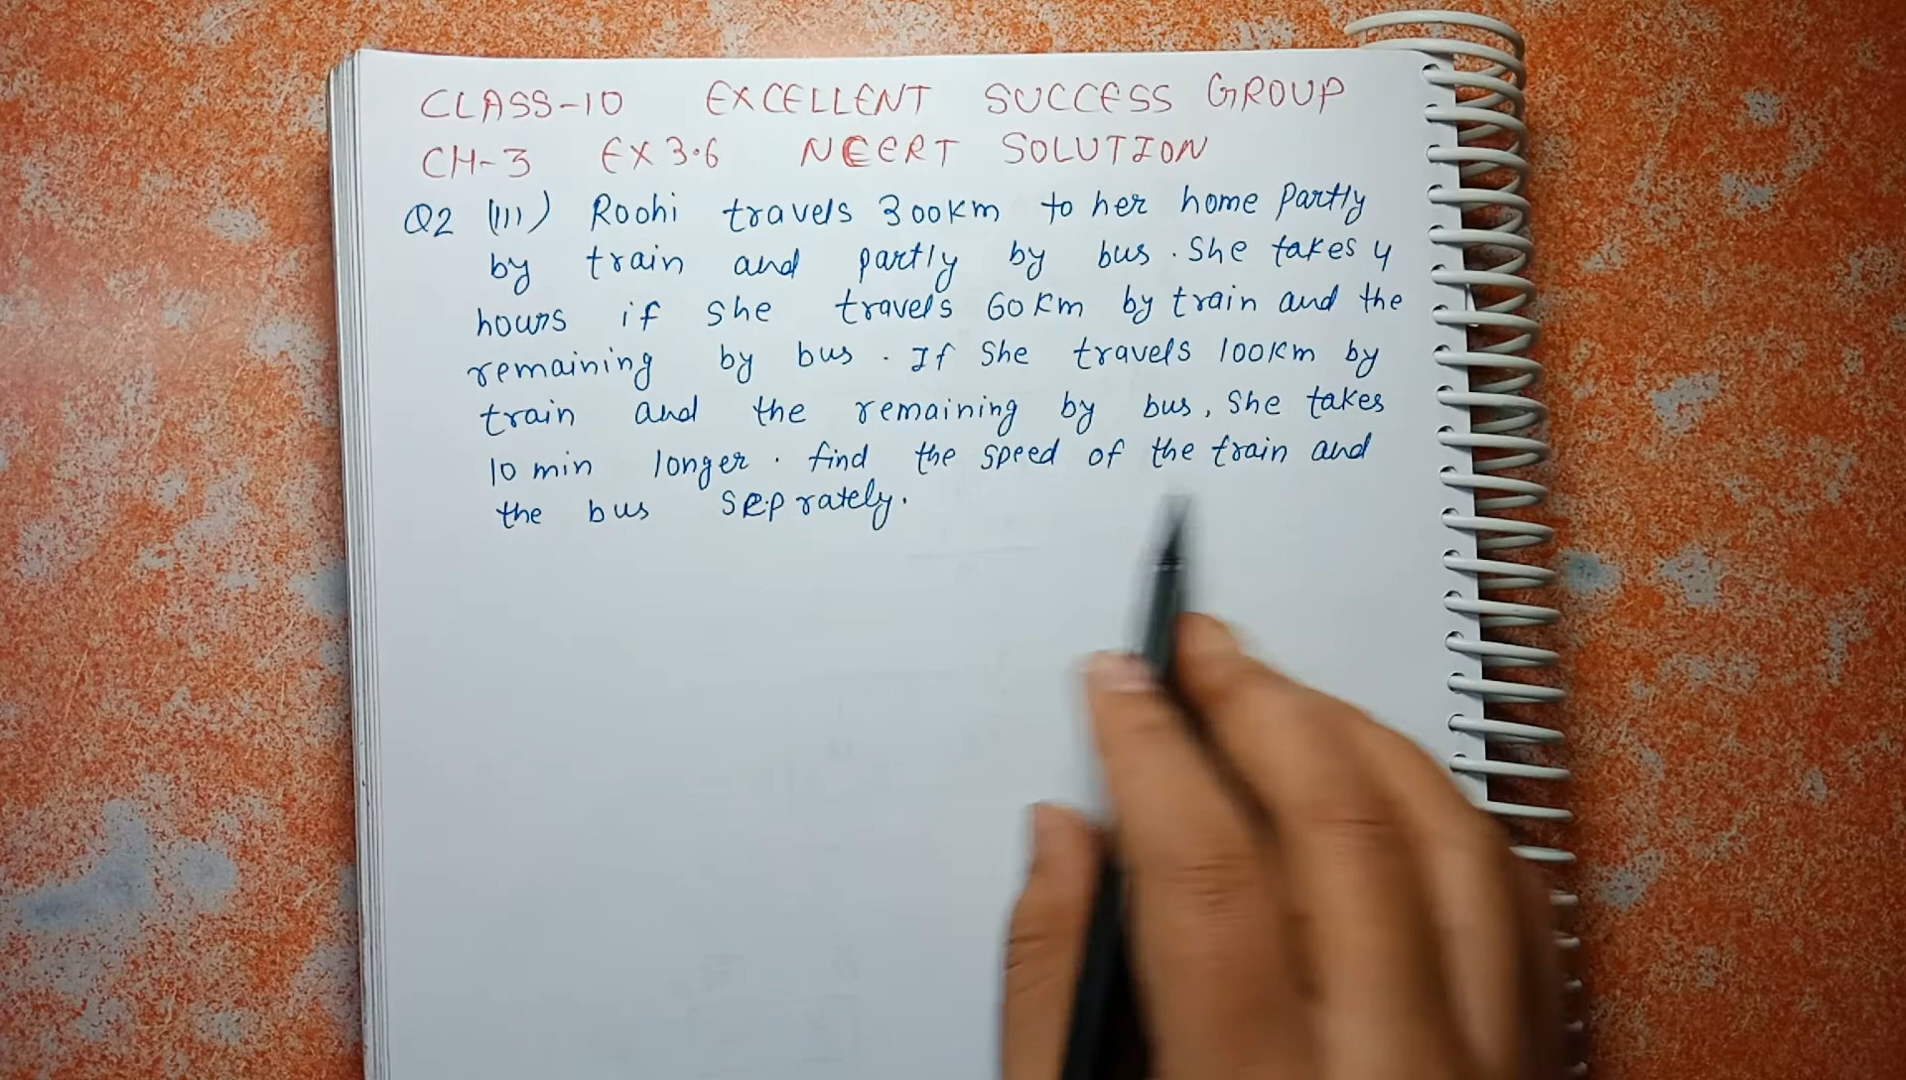 CLASS-10 EXCELLENT SUCCESS GROUP
CH-3 EX 3.6 NCERT SOLUTION
Q2 (111) Roohi travels 300km to her home Partly
by train and partly by bus. She takes 4
hours if she travels 60 km by train and the
remaining by bus. If She travels 100km by
train and the remaining by bus, She takes
10 min longer. find the speed of the train and
the bus seprately.